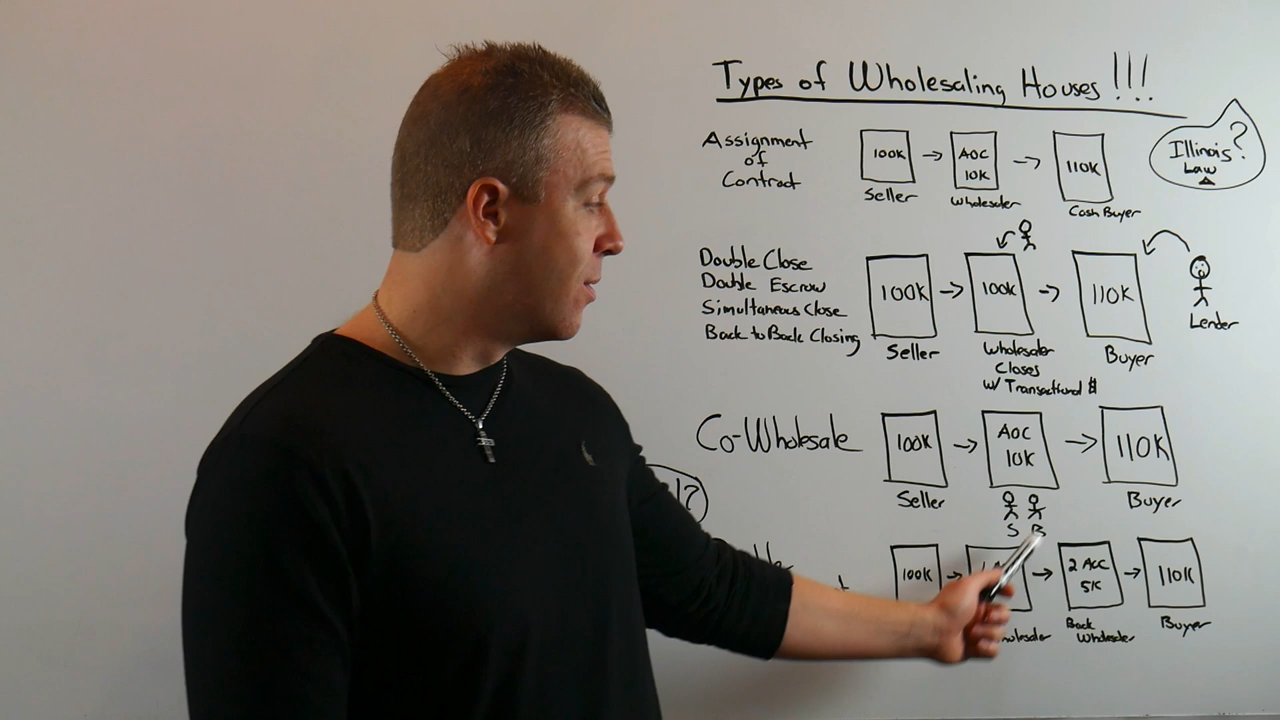 Types of Wholesaling Houses!!!
Assignment
of
Contract
100K
Seller
AOC
10K
Wholesaler
110K
Cash Buyer
Illinois?
Law
Double Close
Double Escrow
Simultaneous Close
Back to Back Closing
100K
Seller
100K
Wholesaler
Closes
w/ Transactional $
110K
Buyer
Lender
Co-Wholesale
100K
Seller
AOC
10K
S B
110K
Buyer
100K
2 AOC
5K
Back
Wholesaler
110K
Buyer